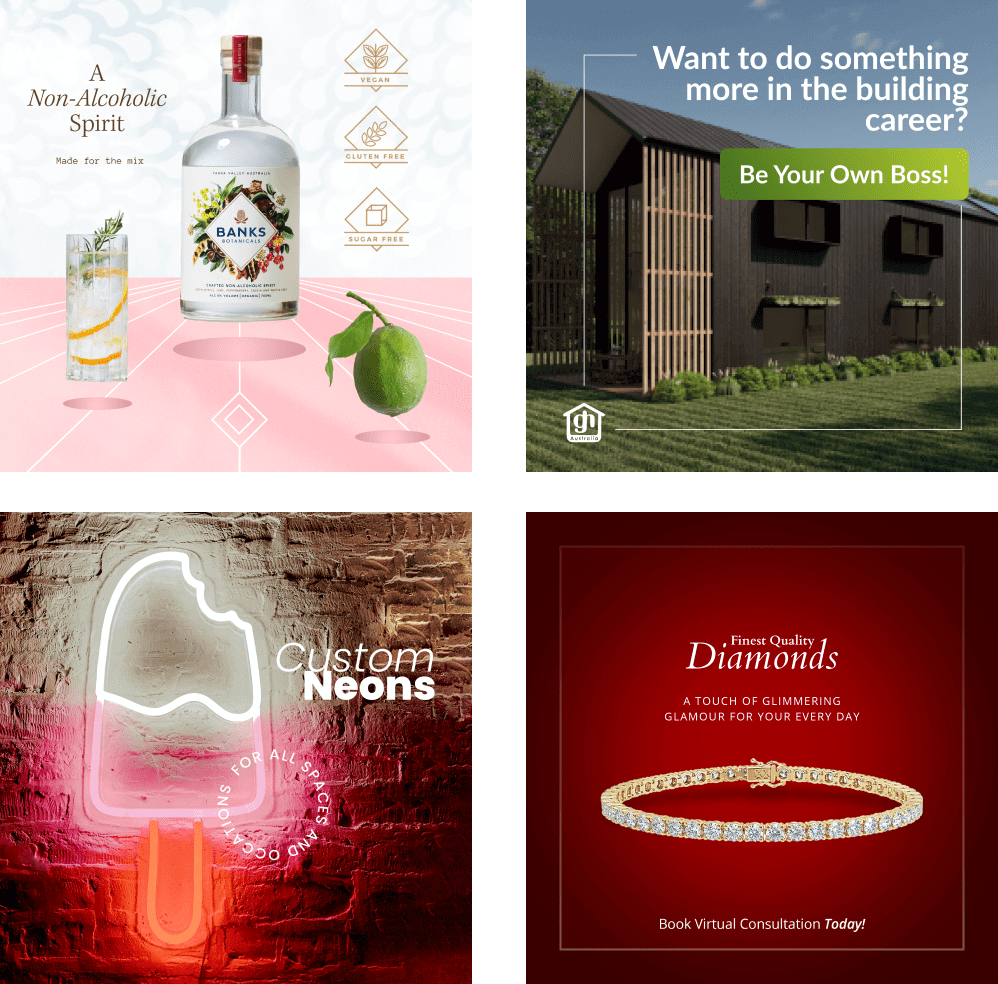 A
Non-Alcoholic
Spirit
Made for the mix
VEGAN
GLUTEN FREE
SUGAR FREE
YARRA VALLEY AUSTRALIA
BANKS
BOTANICALS
CRAFTED NON-ALCOHOLIC SPIRIT
Want to do something
more in the building
career?
Be Your Own Boss!
gh
Australia
Custom
Neons
FOR ALL SPACES AND OCCATIONS
Finest Quality
Diamonds
A TOUCH OF GLIMMERING
GLAMOUR FOR YOUR EVERY DAY
Book Virtual Consultation Today!